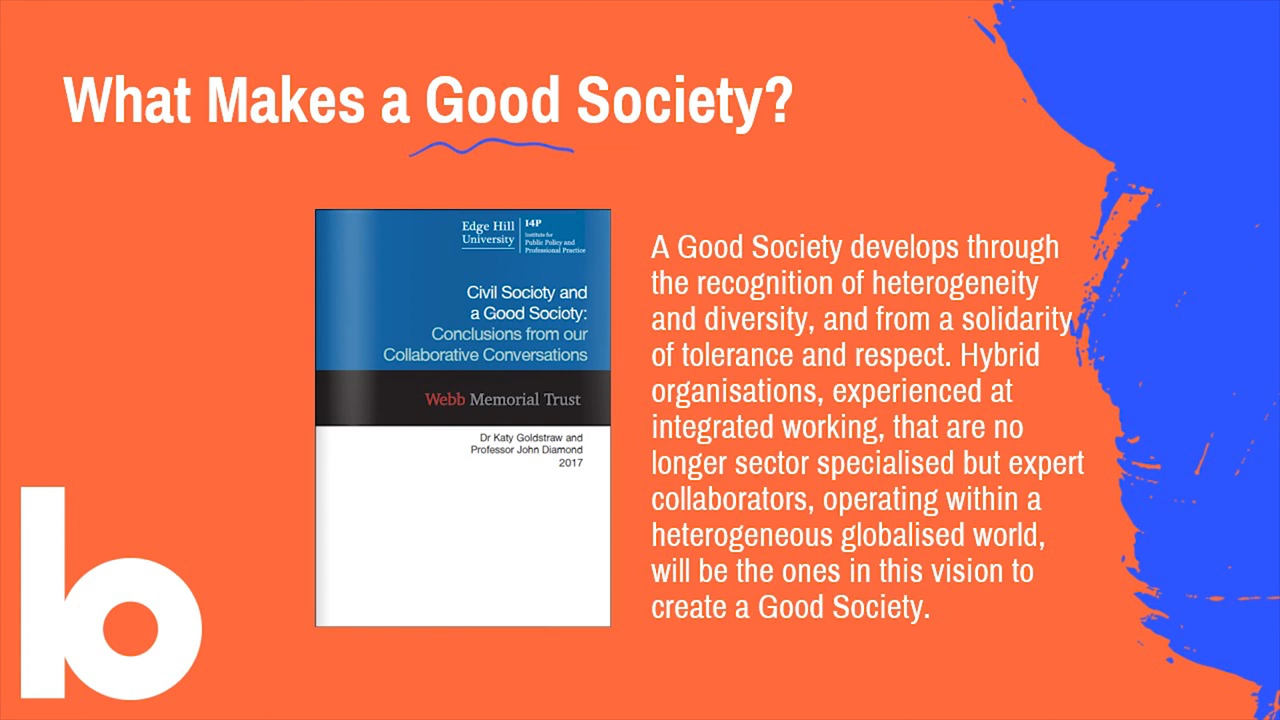 What Makes a Good Society?
Edge Hill
University
I4P
Institute for
Public Policy and
Professional Practice
Civil Socioty and
a Good Socioty:
Conclusions from our
Collaborative Conversations
Webb Memorial Trust
Dr Katy Goldstraw and
Professor John Diamond
2017
A Good Society develops through
the recognition of heterogeneity
and diversity, and from a solidarity
of tolerance and respect. Hybrid
organisations, experienced at
integrated working, that are no
longer sector specialised but expert
collaborators, operating within a
heterogeneous globalised world,
will be the ones in this vision to
create a Good Society.
b